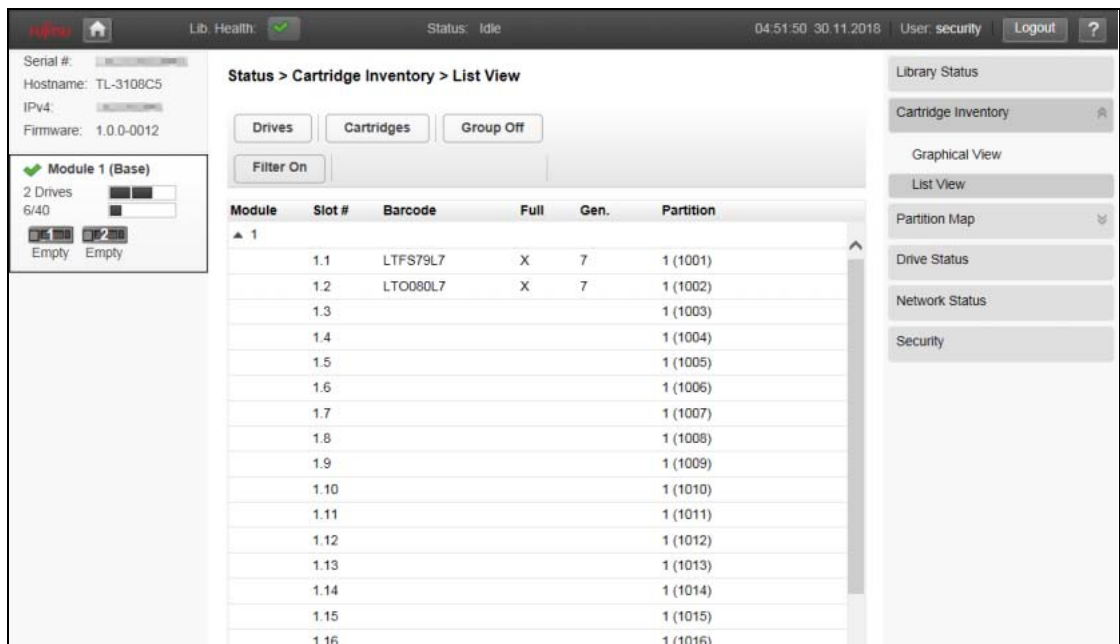 FUJITSU Lib. Health: Status: Idle 04:51:50 30.11.2018 User: security Logout ?
Serial #:
Hostname: TL-3108C5
IPv4:
Firmware: 1.0.0-0012
Module 1 (Base)
2 Drives
6/40
1 2
Empty Empty
Status > Cartridge Inventory > List View
Drives Cartridges Group Off
Filter On
Module Slot # Barcode Full Gen. Partition
1
1.1 LTFS79L7 X 7 1 (1001)
1.2 LTO080L7 X 7 1 (1002)
1.3 1 (1003)
1.4 1 (1004)
1.5 1 (1005)
1.6 1 (1006)
1.7 1 (1007)
1.8 1 (1008)
1.9 1 (1009)
1.10 1 (1010)
1.11 1 (1011)
1.12 1 (1012)
1.13 1 (1013)
1.14 1 (1014)
1.15 1 (1015)
1.16 1 (1016)
Library Status
Cartridge Inventory
Graphical View
List View
Partition Map
Drive Status
Network Status
Security